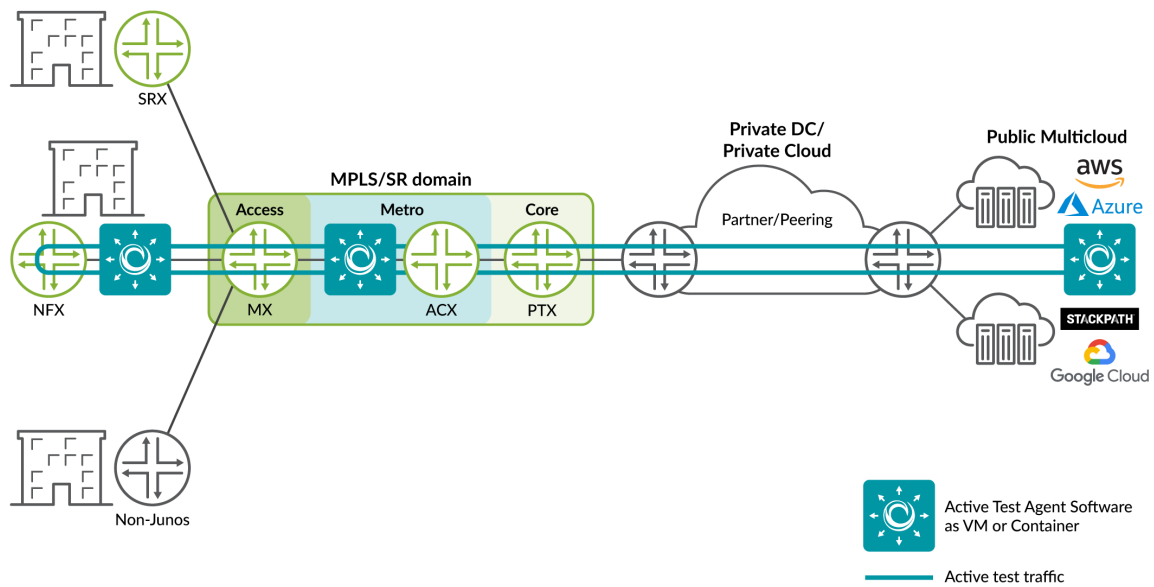 SRX
Private DC/
Private Cloud
Public Multicloud
aws
Azure
MPLS/SR domain
Access
Metro
Core
Partner/Peering
NFX
MX
ACX
PTX
STACKPATH
Google Cloud
Non-Junos
Active Test Agent Software
as VM or Container
Active test traffic